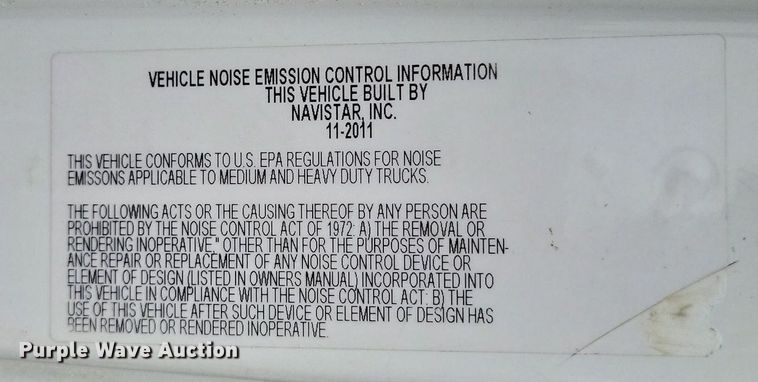 VEHICLE NOISE EMISSION CONTROL INFORMATION
THIS VEHICLE BUILT BY
NAVISTAR, INC.
11-2011
THIS VEHICLE CONFORMS TO U.S. EPA REGULATIONS FOR NOISE
EMISSONS APPLICABLE TO MEDIUM AND HEAVY DUTY TRUCKS.
THE FOLLOWING ACTS OR THE CAUSING THEREOF BY ANY PERSON ARE
PROHIBITED BY THE NOISE CONTROL ACT OF 1972: A) THE REMOVAL OR
RENDERING INOPERATIVE," OTHER THAN FOR THE PURPOSES OF MAINTEN-
ANCE REPAIR OR REPLACEMENT OF ANY NOISE CONTROL DEVICE OR
ELEMENT OF DESIGN (LISTED IN OWNERS MANUAL) INCORPORATED INTO
THIS VEHICLE IN COMPLIANCE WITH THE NOISE CONTROL ACT: B) THE
USE OF THIS VEHICLE AFTER SUCH DEVICE OR ELEMENT OF DESIGN HAS
BEEN REMOVED OR RENDERED INOPERATIVE.
Purple Wave Auction